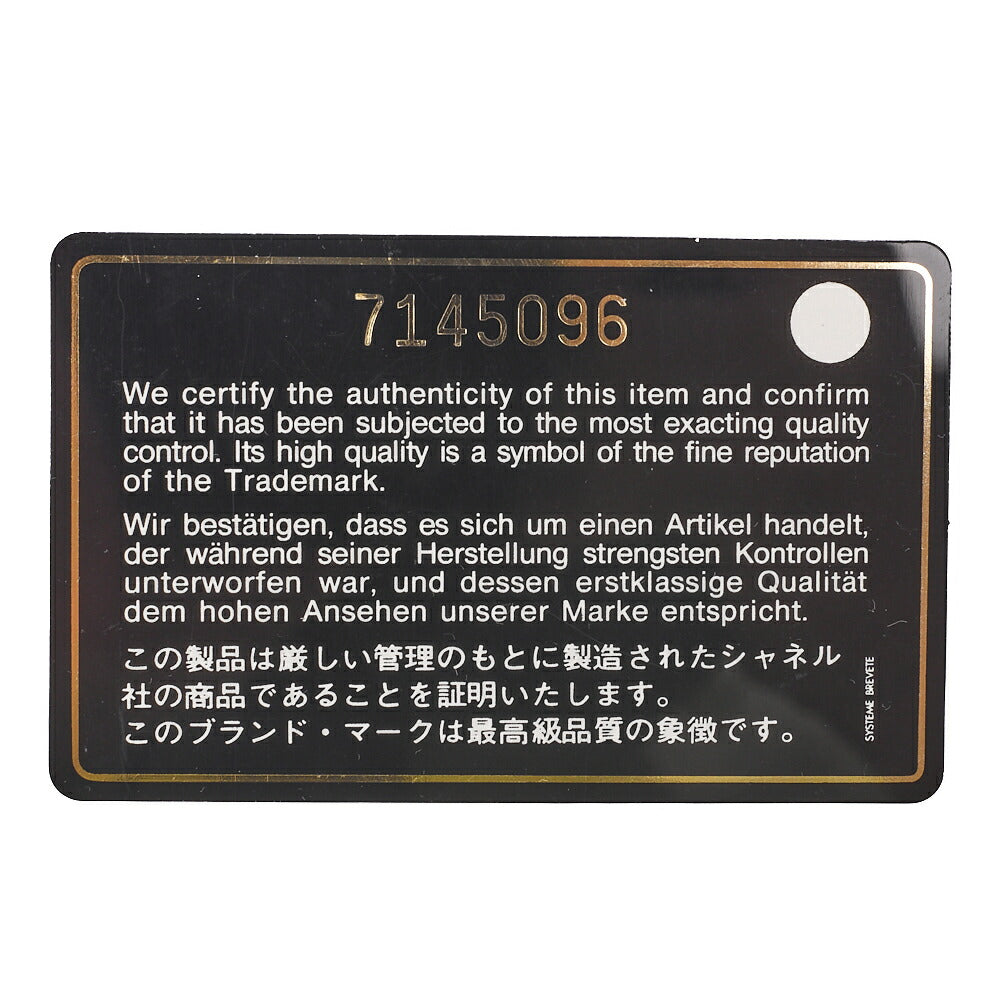 7145096
We certify the authenticity of this item and confirm
that it has been subjected to the most exacting quality
control. Its high quality is a symbol of the fine reputation
of the Trademark.
Wir bestätigen, dass es sich um einen Artikel handelt,
der während seiner Herstellung strengsten Kontrollen
unterworfen war, und dessen erstklassige Qualität
dem hohen Ansehen unserer Marke entspricht.
この製品は厳しい管理のもとに製造されたシャネル
社の商品であることを証明いたします。
このブランド・マークは最高級品質の象徴です。
SYSTEME BREVETE